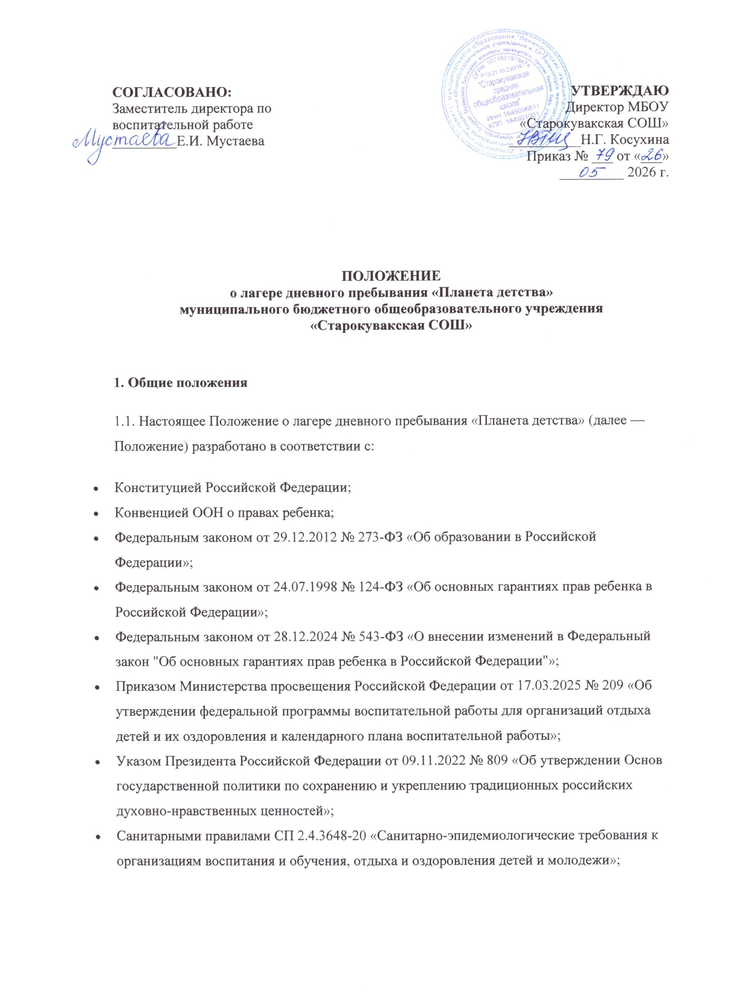 СОГЛАСОВАНО:
Заместитель директора по
воспитательной работе
Мустаева Е.И. Мустаева
ОГРН 1021601978474
Р13-21 10.230/39
"Старокувакская
средняя
общеобразовательная
школа"
ИНН 1649006511
КПП 164901001
УТВЕРЖДАЮ
Директор МБОУ
«Старокувакская СОШ»
Н.Г. Косухина
Приказ № 79 от «26»
05 2026 г.
ПОЛОЖЕНИЕ
о лагере дневного пребывания «Планета детства»
муниципального бюджетного общеобразовательного учреждения
«Старокувакская СОШ»
1. Общие положения
1.1. Настоящее Положение о лагере дневного пребывания «Планета детства» (далее —
Положение) разработано в соответствии с:
• Конституцией Российской Федерации;
• Конвенцией ООН о правах ребенка;
• Федеральным законом от 29.12.2012 № 273-ФЗ «Об образовании в Российской
Федерации»;
• Федеральным законом от 24.07.1998 № 124-ФЗ «Об основных гарантиях прав ребенка в
Российской Федерации»;
• Федеральным законом от 28.12.2024 № 543-ФЗ «О внесении изменений в Федеральный
закон "Об основных гарантиях прав ребенка в Российской Федерации"»;
• Приказом Министерства просвещения Российской Федерации от 17.03.2025 № 209 «Об
утверждении федеральной программы воспитательной работы для организаций отдыха
детей и их оздоровления и календарного плана воспитательной работы»;
• Указом Президента Российской Федерации от 09.11.2022 № 809 «Об утверждении Основ
государственной политики по сохранению и укреплению традиционных российских
духовно-нравственных ценностей»;
• Санитарными правилами СП 2.4.3648-20 «Санитарно-эпидемиологические требования к
организациям воспитания и обучения, отдыха и оздоровления детей и молодежи»;